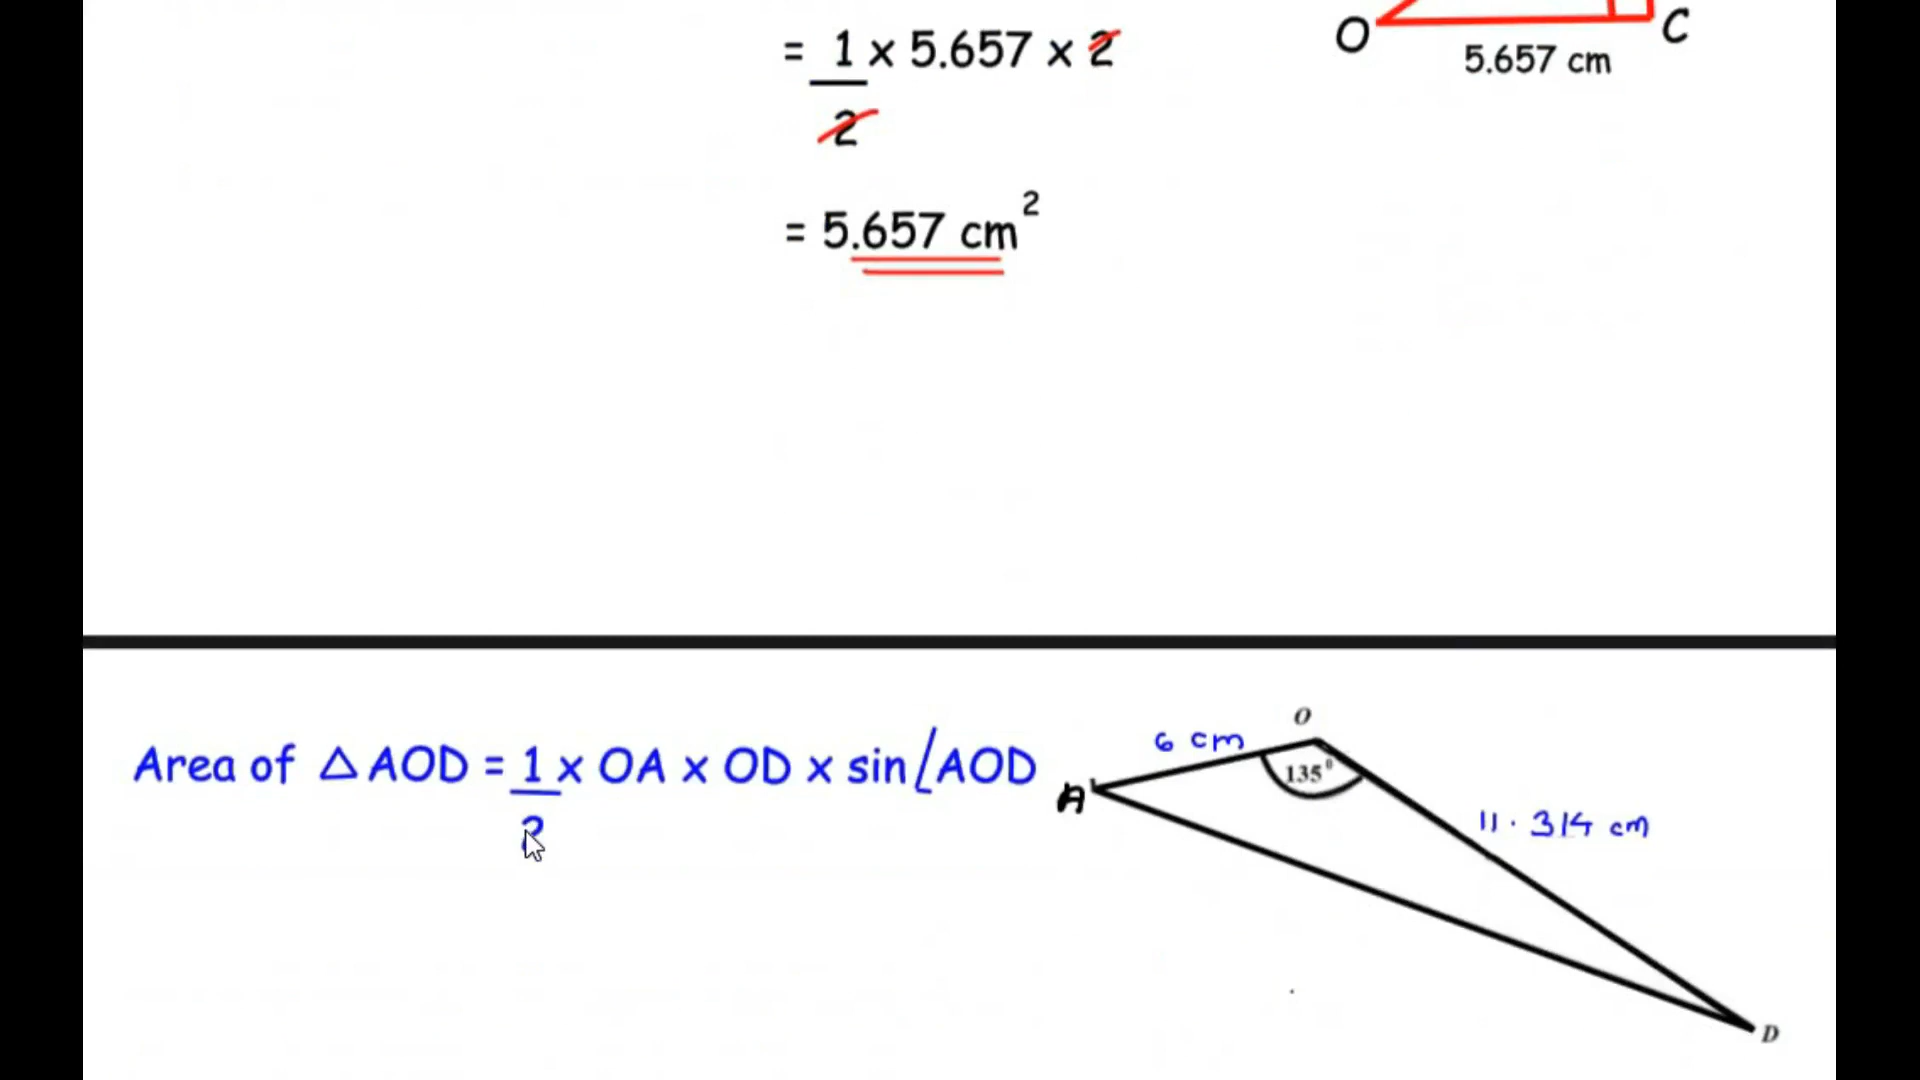 = 1/2 x 5.657 x 2
O C
5.657 cm
= 5.657 cm²
Area of △AOD = 1/2 x OA x OD x sin∠AOD
O
6 cm
135⁰
A
11.314 cm
D